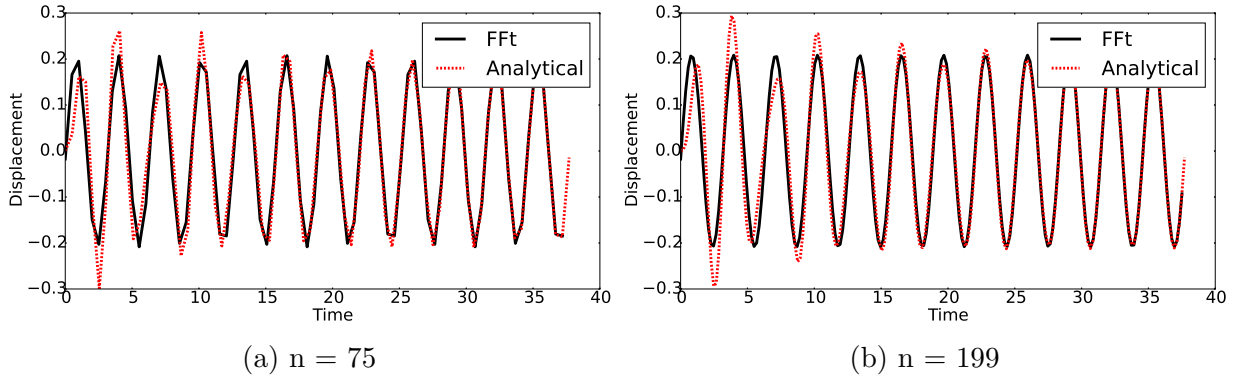 0.3
0.2
0.1
0.0
−0.1
−0.2
−0.3
Displacement
0 5 10 15 20 25 30 35 40
Time
FFt
Analytical
(a) n = 75
0.3
0.2
0.1
0.0
−0.1
−0.2
−0.3
Displacement
0 5 10 15 20 25 30 35 40
Time
FFt
Analytical
(b) n = 199